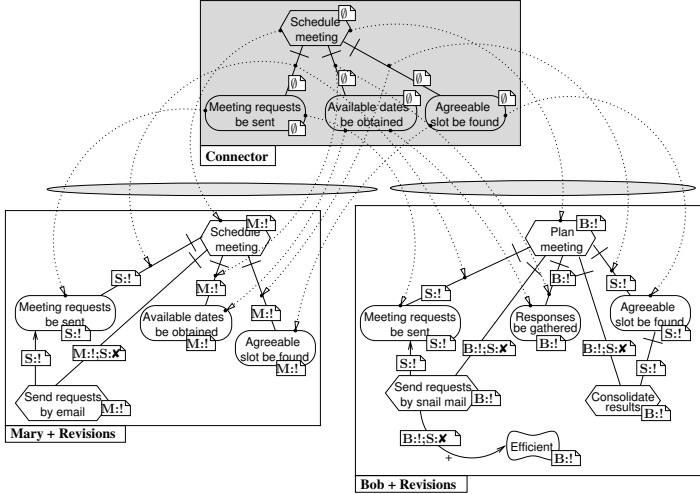 Schedule
meeting
∅
∅
∅
∅
Meeting requests
be sent
∅
Available dates
be obtained
∅
Agreeable
slot be found
∅
Connector
Schedule
meeting
M:!
S:!
Meeting requests
be sent
S:!
M:!
Available dates
be obtained
M:!
M:!
Agreeable
slot be found
M:!
S:!
M:!;S:✘
Send requests
by email
M:!
Mary + Revisions
Plan
meeting
B:!
S:!
Meeting requests
be sent
S:!
B:!
Responses
be gathered
B:!
S:!
Agreeable
slot be found
S:!
S:!
B:!;S:✘
B:!;S:✘
S:!
Send requests
by snail mail
B:!
Consolidate
results
B:!
B:!;S:✘
+
Efficient
B:!
Bob + Revisions